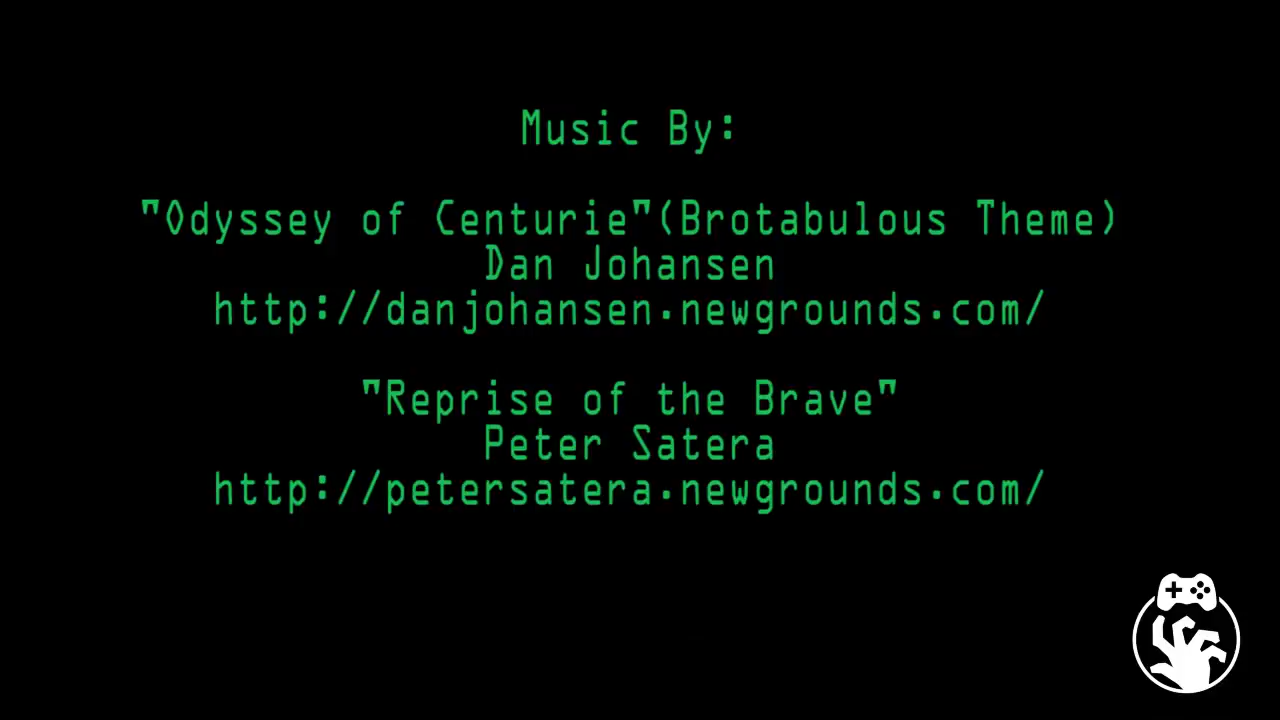 Music By:
"Odyssey of Centurie"(Brotabulous Theme)
Dan Johansen
http://danjohansen.newgrounds.com/
"Reprise of the Brave"
Peter Satera
http://petersatera.newgrounds.com/